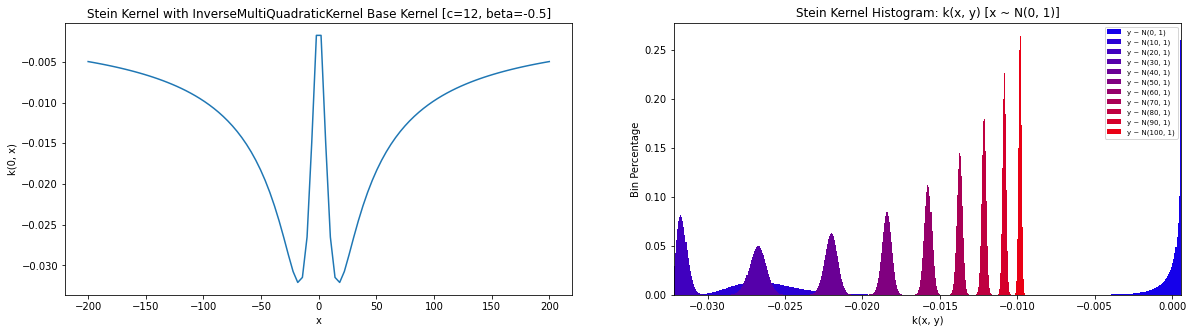 Stein Kernel with InverseMultiQuadraticKernel Base Kernel [c=12, beta=-0.5]
k(0, x)
−0.005
−0.010
−0.015
−0.020
−0.025
−0.030
−200
−150
−100
−50
0
50
100
150
200
x
Stein Kernel Histogram: k(x, y) [x ~ N(0, 1)]
Bin Percentage
0.25
0.20
0.15
0.10
0.05
0.00
y ~ N(0, 1)
y ~ N(10, 1)
y ~ N(20, 1)
y ~ N(30, 1)
y ~ N(40, 1)
y ~ N(50, 1)
y ~ N(60, 1)
y ~ N(70, 1)
y ~ N(80, 1)
y ~ N(90, 1)
y ~ N(100, 1)
−0.030
−0.025
−0.020
−0.015
−0.010
−0.005
0.000
k(x, y)